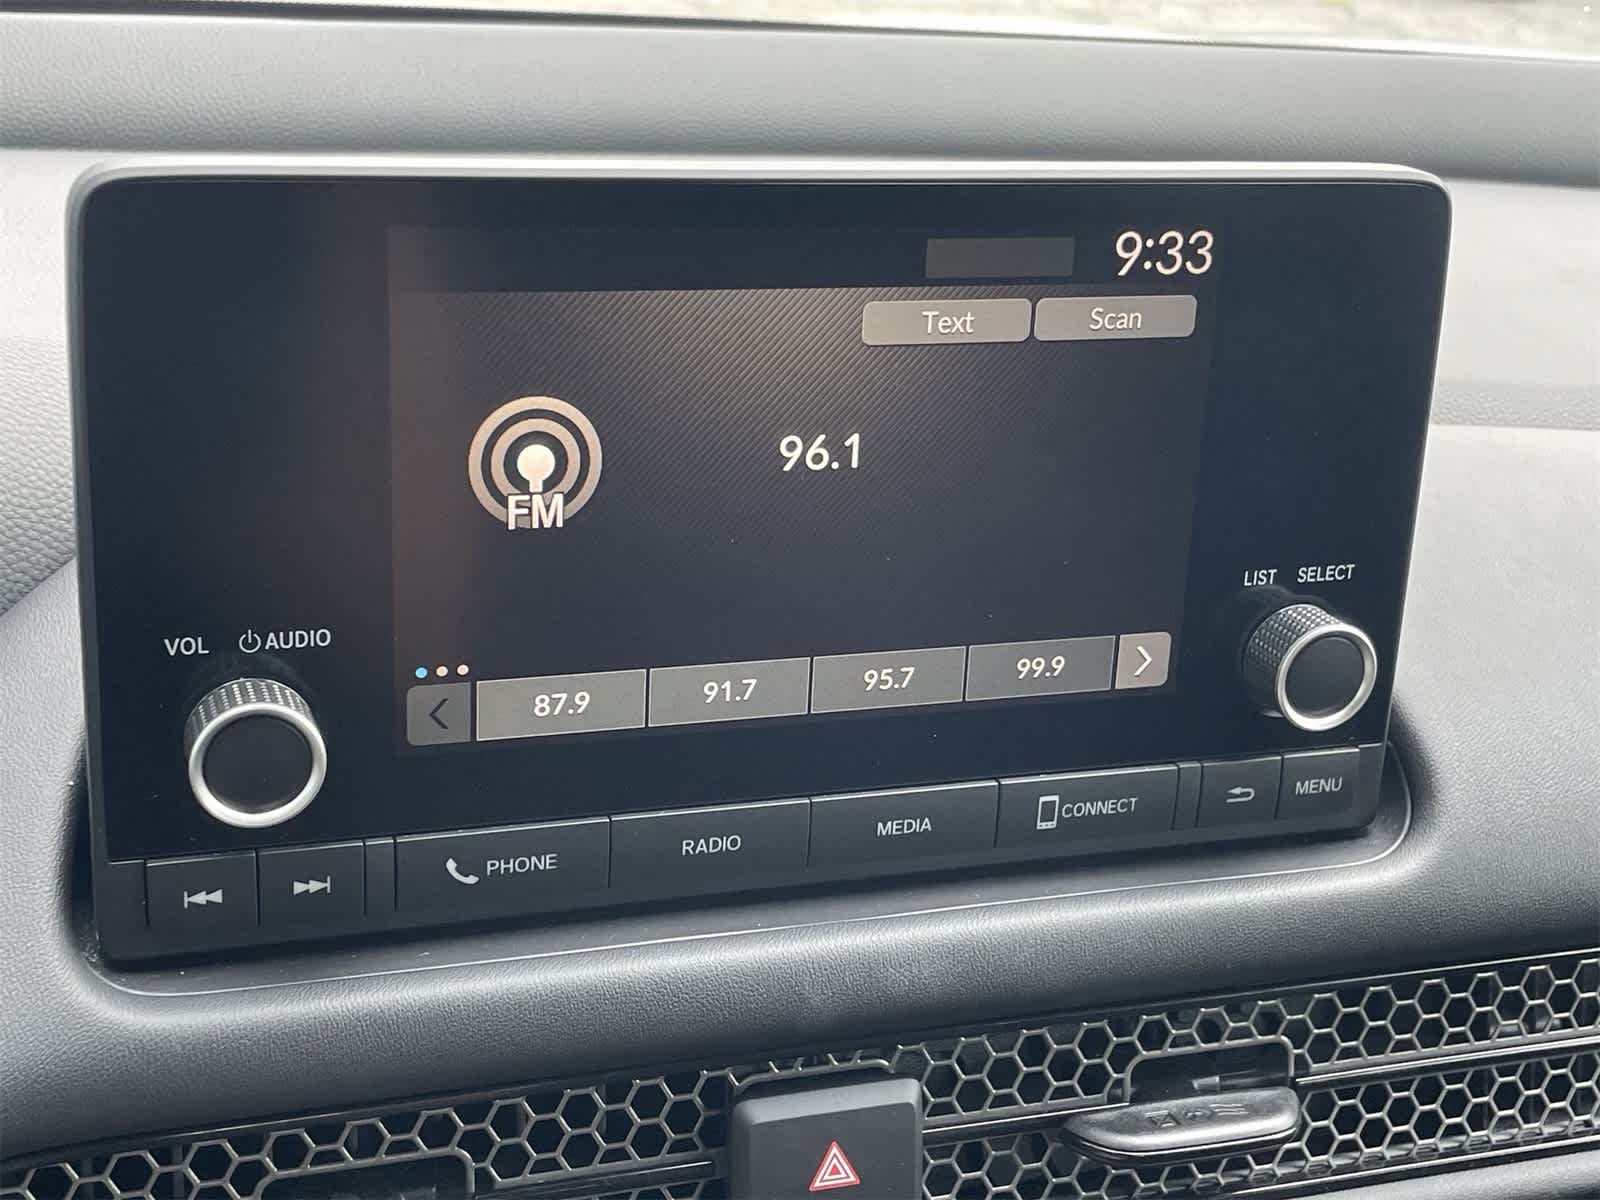 9:33
Text Scan
96.1
FM
LIST SELECT
VOL AUDIO
87.9 91.7 95.7 99.9
PHONE RADIO MEDIA CONNECT MENU